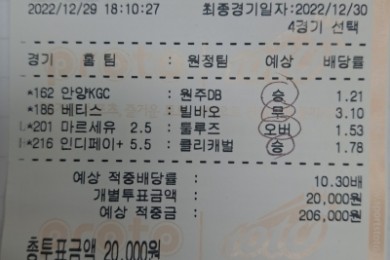 2022/12/29 18:10:27 최종경기일자:2022/12/30
4경기 선택
경기 홈 팀 : 원정팀 예상 배당률
*162 안양KGC : 원주DB 승 1.21
*186 베티스 : 빌바오 무 3.10
*201 마르세유 2.5 : 툴루즈 오버 1.53
*216 인디페이+ 5.5 : 클리캐벌 승 1.78
예상 적중배당률 : 10.30배
개별투표금액 : 20,000원
예상 적중금 : 206,000원
총투표금액 20,000원